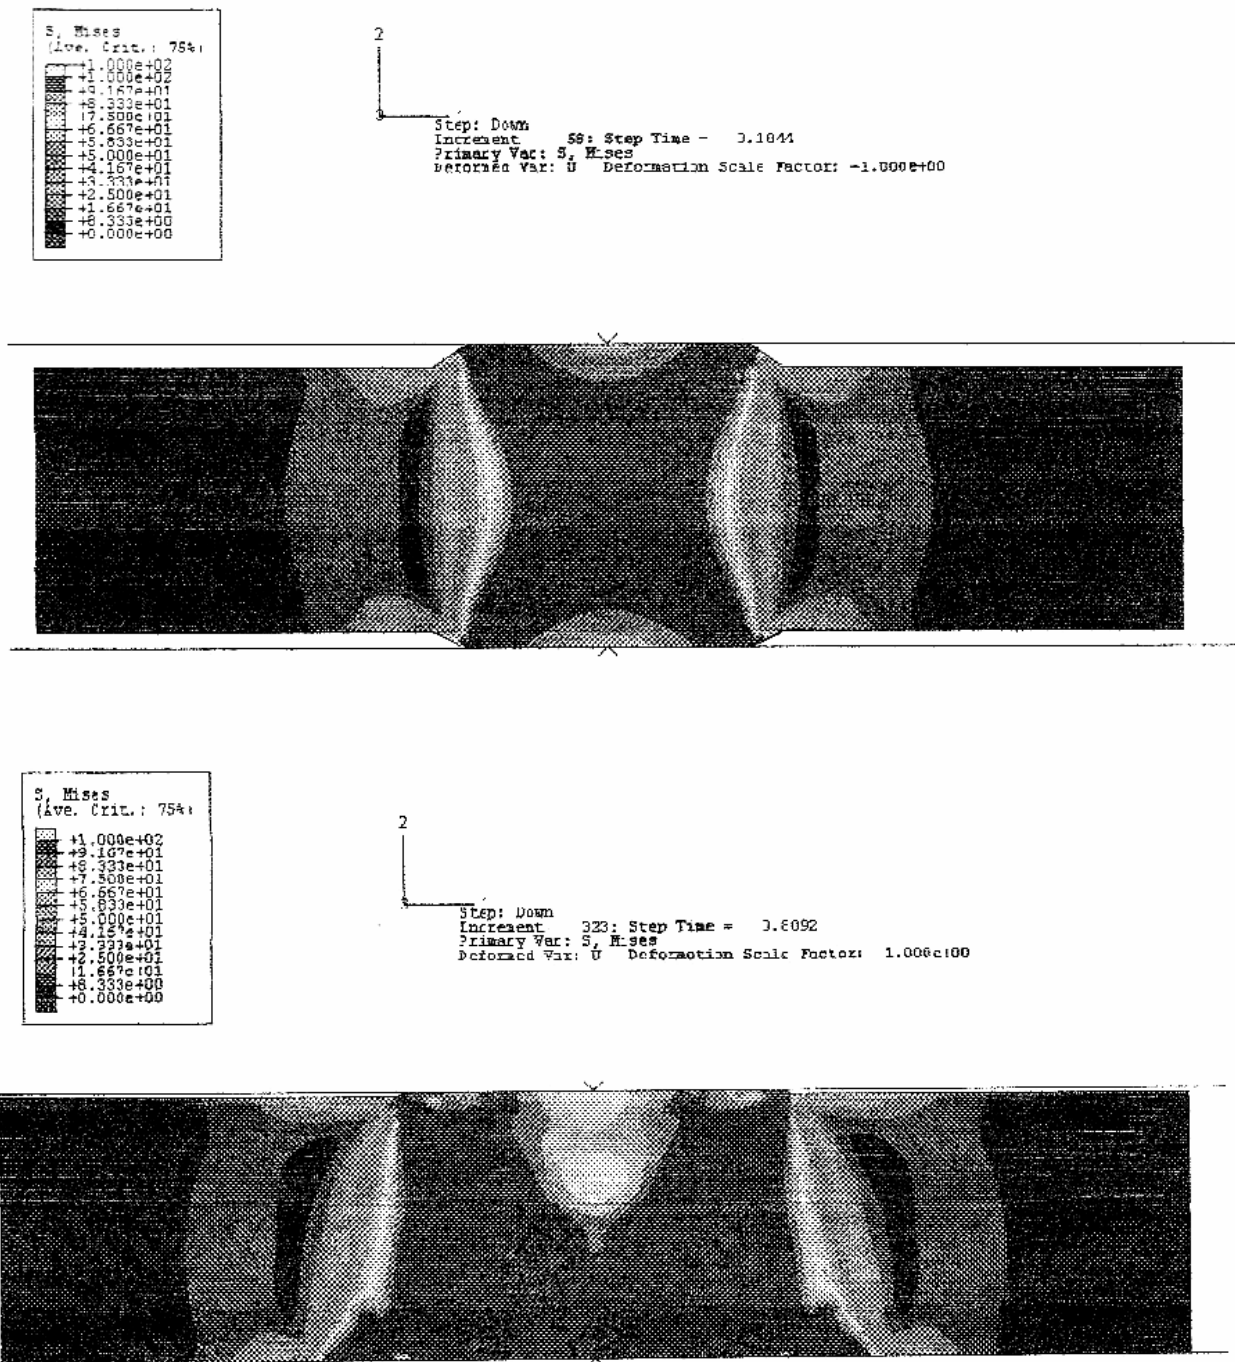 S, Mises
(Ave. Crit.: 75%)
+1.000e+02
+1.000e+02
+9.167e+01
+8.333e+01
+7.500e+01
+6.667e+01
+5.833e+01
+5.000e+01
+4.167e+01
+3.333e+01
+2.500e+01
+1.667e+01
+8.333e+00
+0.000e+00
2
Step: Down
Increment 58: Step Time = 0.1844
Primary Var: S, Mises
Deformed Var: U Deformation Scale Factor: +1.000e+00
S, Mises
(Ave. Crit.: 75%)
+1.000e+02
+9.167e+01
+8.333e+01
+7.500e+01
+6.667e+01
+5.833e+01
+5.000e+01
+4.167e+01
+3.333e+01
+2.500e+01
+1.667e+01
+8.333e+00
+0.000e+00
2
Step: Down
Increment 323: Step Time = 0.8092
Primary Var: S, Mises
Deformed Var: U Deformation Scale Factor: +1.000e+00